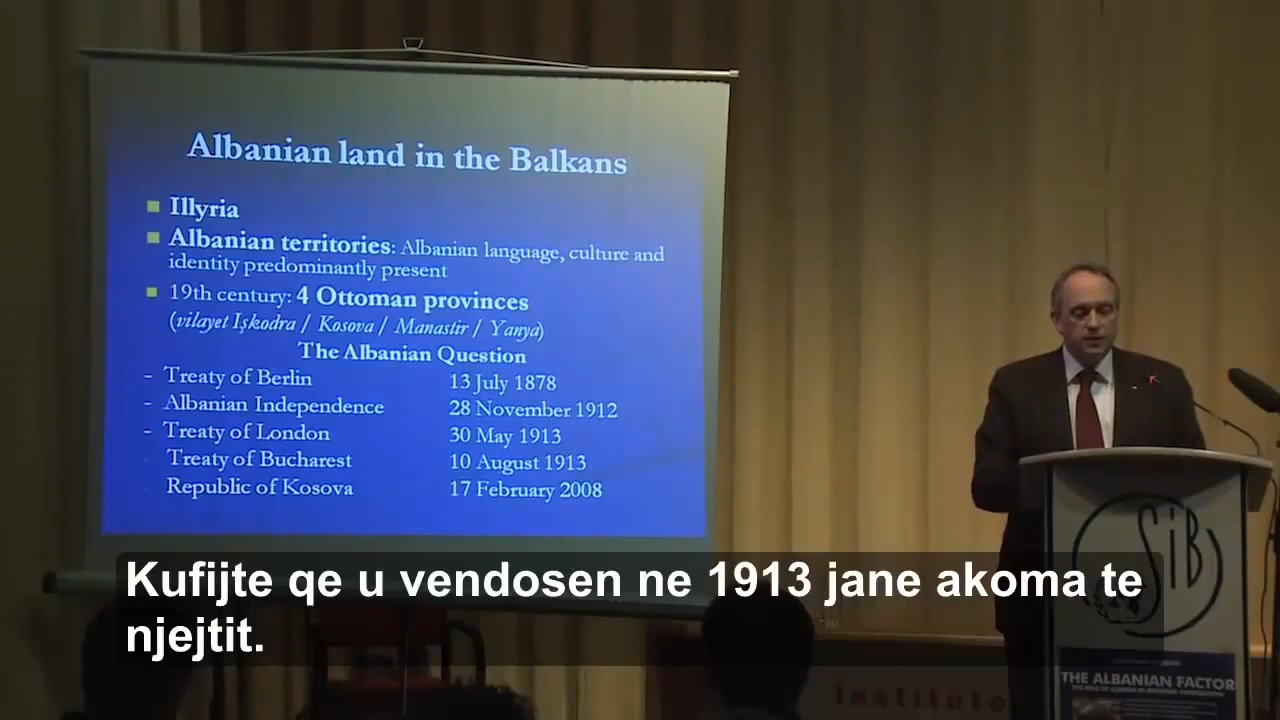 Albanian land in the Balkans
Illyria
Albanian territories: Albanian language, culture and
identity predominantly present
19th century: 4 Ottoman provinces
(vilayet Işkodra / Kosova / Manastir / Yanya)
The Albanian Question
- Treaty of Berlin 13 July 1878
- Albanian Independence 28 November 1912
- Treaty of London 30 May 1913
Treaty of Bucharest 10 August 1913
Republic of Kosova 17 February 2008
SiB
THE ALBANIAN FACTOR
instituto
Kufijte qe u vendosen ne 1913 jane akoma te
njejtit.